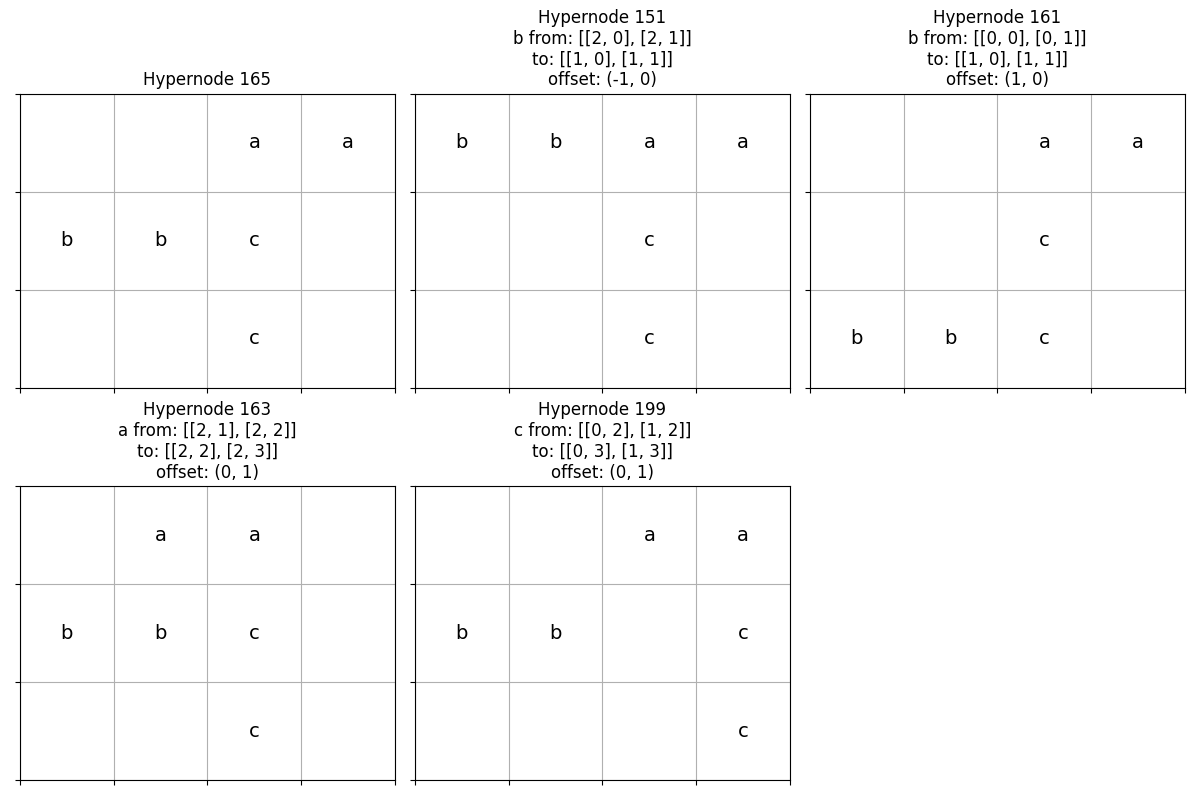 Hypernode 165
a a
b b c
c
Hypernode 151
b from: [[2, 0], [2, 1]]
to: [[1, 0], [1, 1]]
offset: (-1, 0)
b b a a
c
c
Hypernode 161
b from: [[0, 0], [0, 1]]
to: [[1, 0], [1, 1]]
offset: (1, 0)
a a
c
b b c
Hypernode 163
a from: [[2, 1], [2, 2]]
to: [[2, 2], [2, 3]]
offset: (0, 1)
a a
b b c
c
Hypernode 199
c from: [[0, 2], [1, 2]]
to: [[0, 3], [1, 3]]
offset: (0, 1)
a a
b b c
c